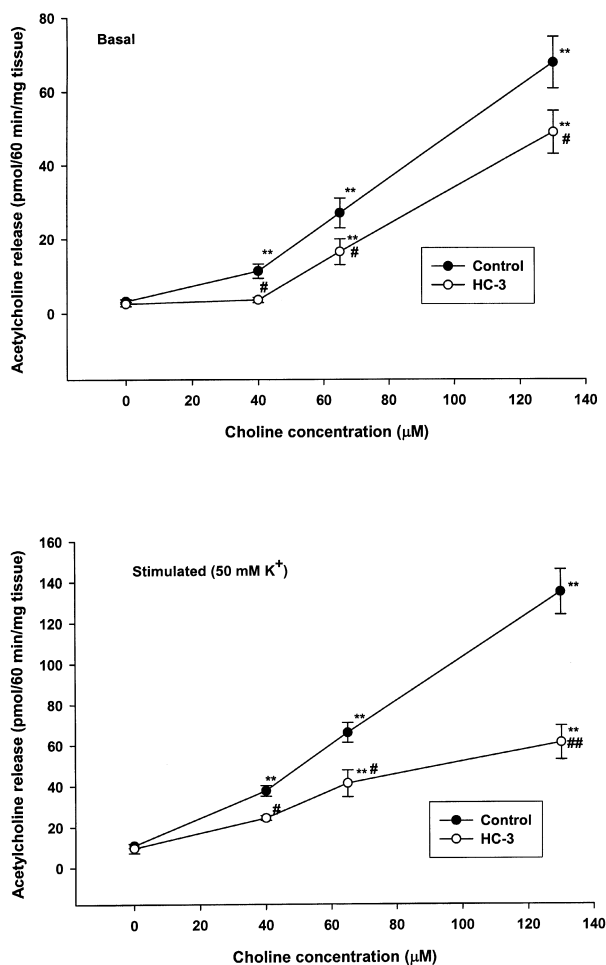 80
Basal
60
40
20
0
Acetylcholine release (pmol/60 min/mg tissue)
**
**
#
**
**
#
**
#
Control
HC-3
0 20 40 60 80 100 120 140
Choline concentration (μM)
160
Stimulated (50 mM K+)
140
120
100
80
60
40
20
0
Acetylcholine release (pmol/60 min/mg tissue)
**
**
##
**
** #
**
#
Control
HC-3
0 20 40 60 80 100 120 140
Choline concentration (μM)